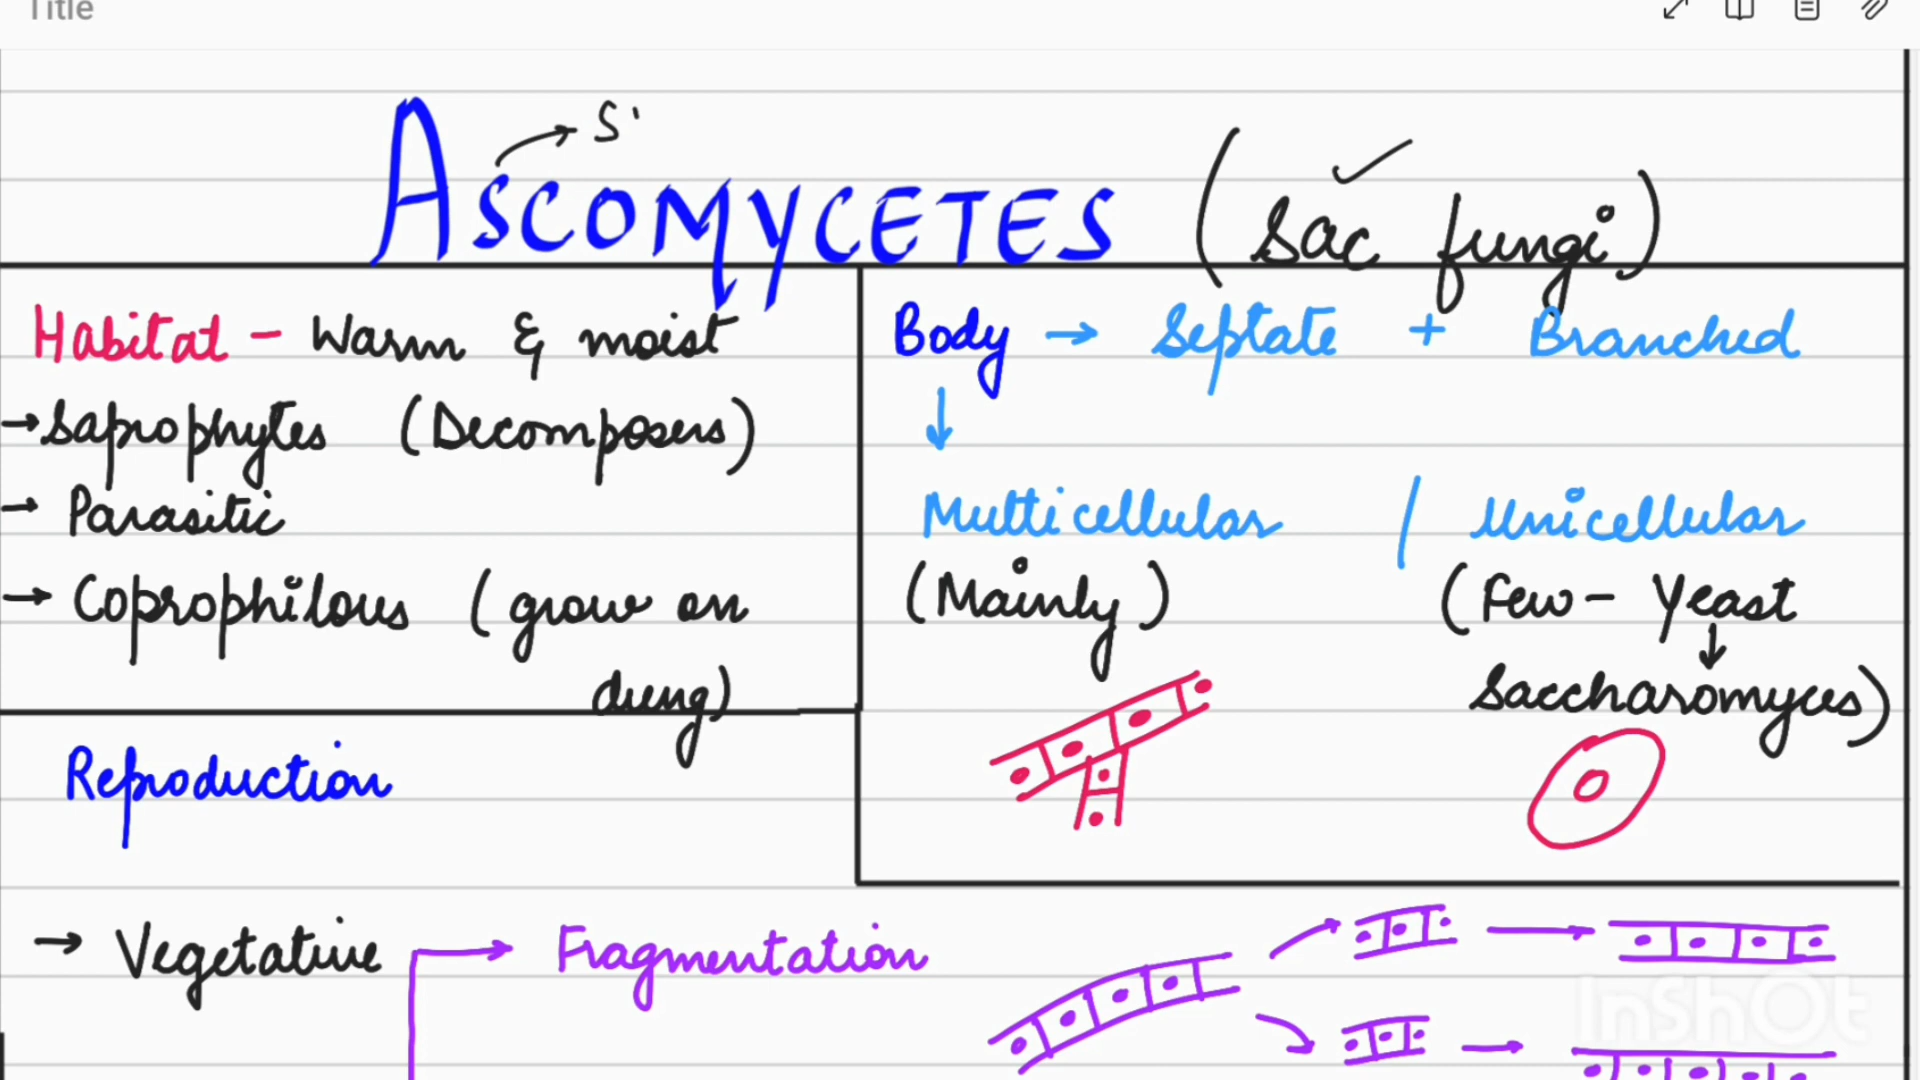 Title
S'
ASCOMYCETES (Sac fungi)
Habitat - Warm & moist
→ Saprophytes (Decomposers)
→ Parasitic
→ Coprophilous (grow on
dung)
Body → Septate + Branched
↓
Multicellular / Unicellular
(Mainly) (Few - Yeast
↓
Saccharomyces)
Reproduction
→ Vegetative → Fragmentation
InShOt